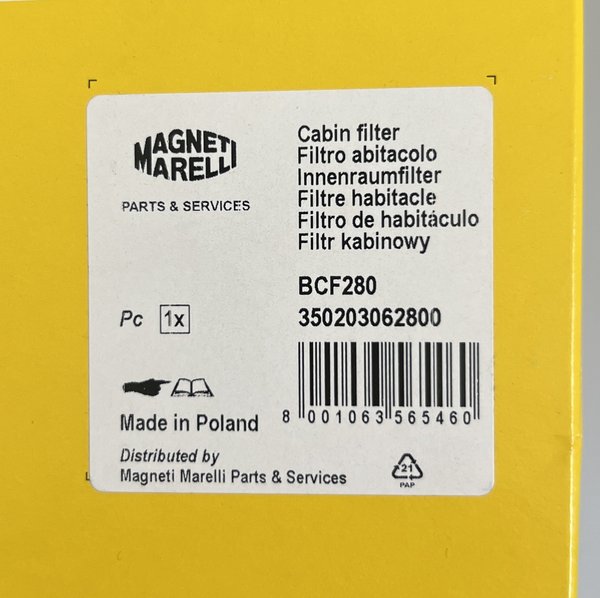 MAGNETI
MARELLI
PARTS & SERVICES
Cabin filter
Filtro abitacolo
Innenraumfilter
Filtre habitacle
Filtro de habitáculo
Filtr kabinowy
BCF280
350203062800
Pc 1x
8 001063 565460
Made in Poland
Distributed by
Magneti Marelli Parts & Services
21
PAP